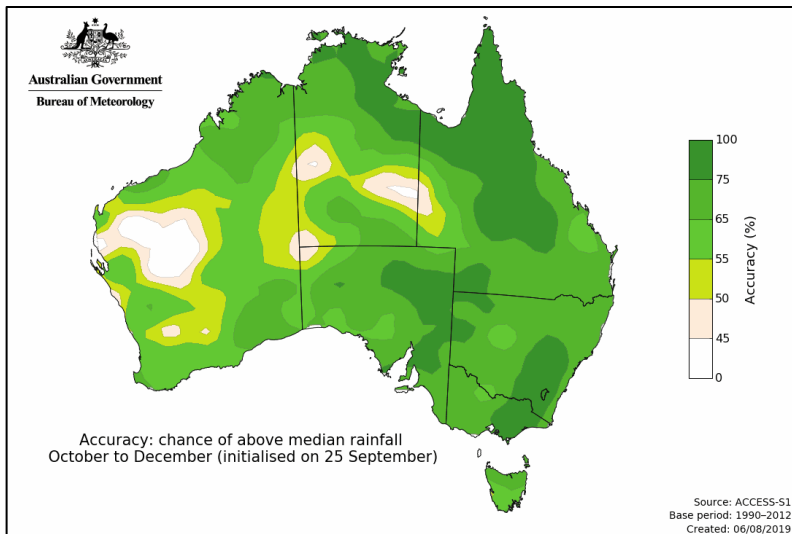 Australian Government
Bureau of Meteorology
100
75
65
55
50
45
0
Accuracy (%)
Accuracy: chance of above median rainfall
October to December (initialised on 25 September)
Source: ACCESS-S1
Base period: 1990–2012
Created: 06/08/2019